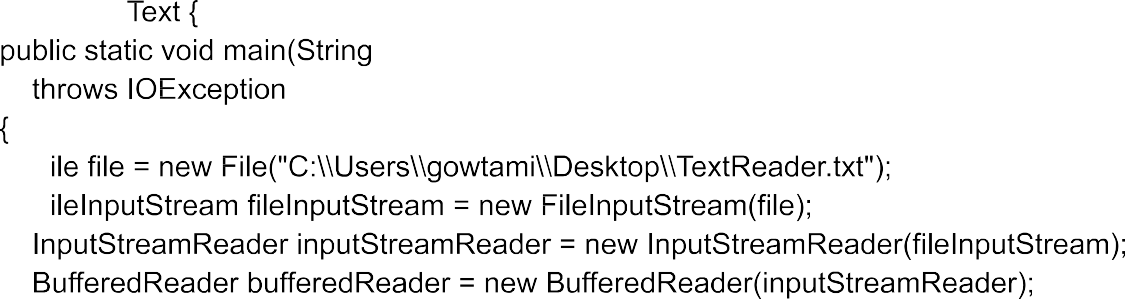 Text {
public static void main(String
throws IOException
{
ile file = new File("C:\\Users\\gowtami\\Desktop\\TextReader.txt");
ileInputStream fileInputStream = new FileInputStream(file);
InputStreamReader inputStreamReader = new InputStreamReader(fileInputStream);
BufferedReader bufferedReader = new BufferedReader(inputStreamReader);